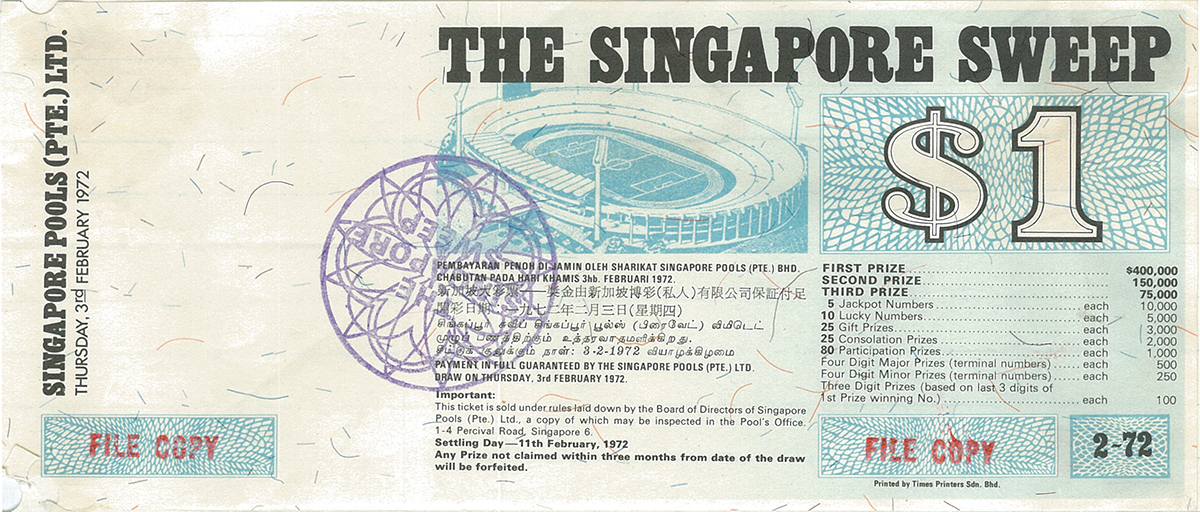 SINGAPORE POOLS (PTE.) LTD.
THURSDAY, 3rd FEBRUARY 1972
FILE COPY
THE SINGAPORE SWEEP
$1
THE
PORE
SWEEP
PEMBAYARAN PENOH DI-JAMIN OLEH SHARIKAT SINGAPORE POOLS (PTE.) BHD.
CHABUTAN PADA HARI KHAMIS 3hb. FEBRUARI 1972.
新加坡大彩票——獎金由新加坡博彩(私人)有限公司保証付足
開彩日期：一九七二年二月三日(星期四)
சிங்கப்பூர் சுவீப் சிங்கப்பூர் பூல்ஸ் (பிரைவேட்) லிமிடெட்
முழுப் பணத்திற்கும் உத்தரவாதமளிக்கிறது.
குலுக்கும் நாள்: 3-2-1972 வியாழக்கிழமை
PAYMENT IN FULL GUARANTEED BY THE SINGAPORE POOLS (PTE.) LTD.
DRAW ON THURSDAY, 3rd FEBRUARY 1972.
Important:
This ticket is sold under rules laid down by the Board of Directors of Singapore
Pools (Pte.) Ltd., a copy of which may be inspected in the Pool's Office.
1-4 Percival Road, Singapore 6.
Settling Day—11th February, 1972
Any Prize not claimed within three months from date of the draw
will be forfeited.
FIRST PRIZE $400,000
SECOND PRIZE 150,000
THIRD PRIZE 75,000
5 Jackpot Numbers each 10,000
10 Lucky Numbers each 5,000
25 Gift Prizes each 3,000
25 Consolation Prizes each 2,000
80 Participation Prizes each 1,000
Four Digit Major Prizes (terminal numbers) each 500
Four Digit Minor Prizes (terminal numbers) each 250
Three Digit Prizes (based on last 3 digits of
1st Prize winning No.) each 100
FILE COPY
2-72
Printed by Times Printers Sdn. Bhd.